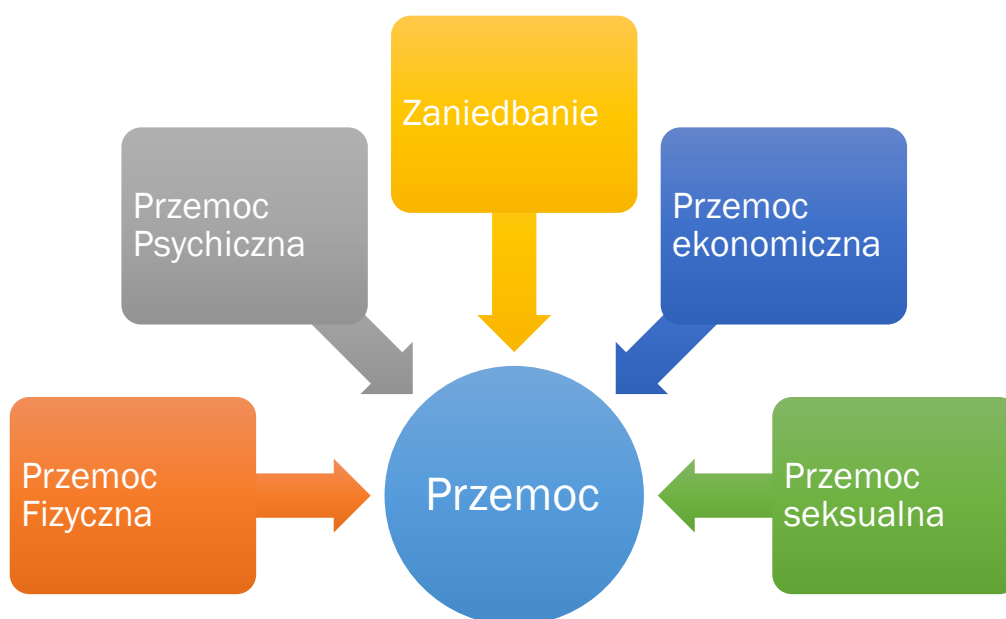 Zaniedbanie
Przemoc
Psychiczna
Przemoc
ekonomiczna
Przemoc
Fizyczna
Przemoc
Przemoc
seksualna